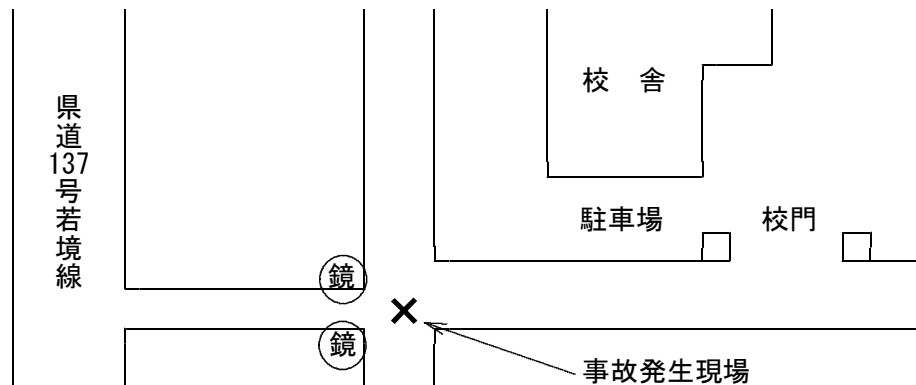 県道137号若境線
校　舎
駐車場
校門
鏡
鏡
事故発生現場